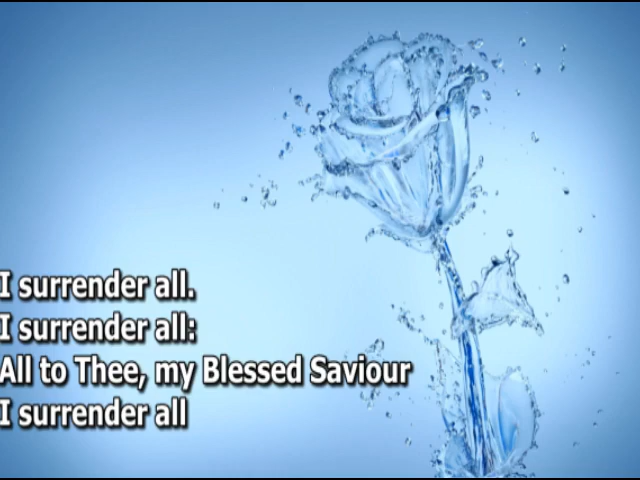 I surrender all.
I surrender all:
All to Thee, my Blessed Saviour
I surrender all